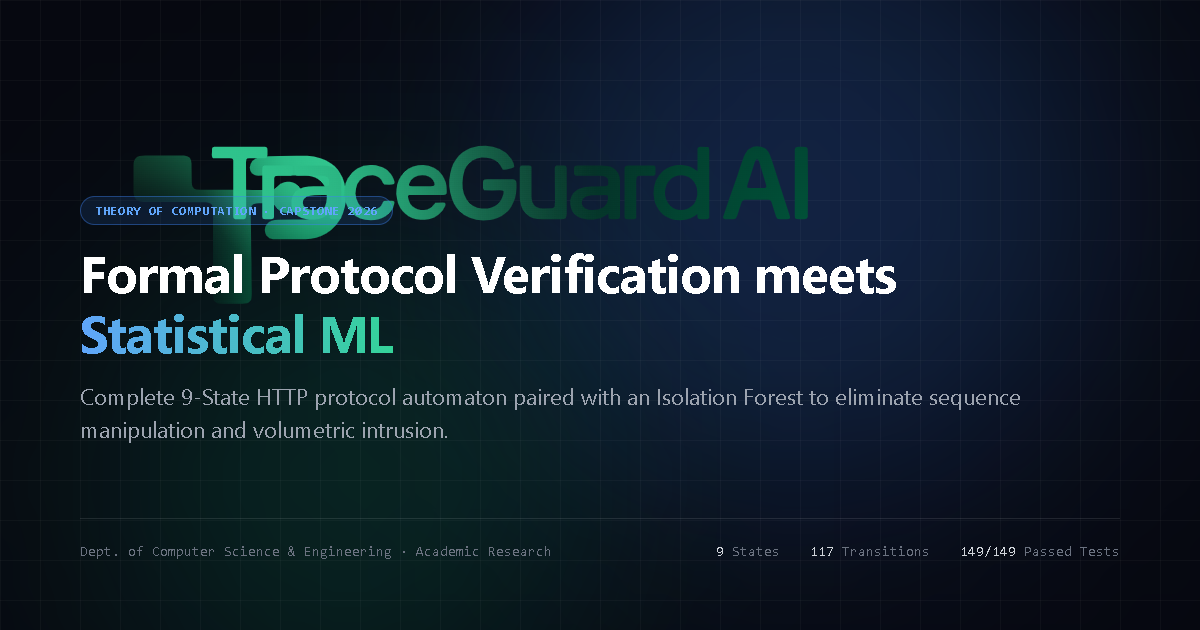 TraceGuard AI
THEORY OF COMPUTATION · CAPSTONE 2026
Formal Protocol Verification meets
Statistical ML
Complete 9-State HTTP protocol automaton paired with an Isolation Forest to eliminate sequence
manipulation and volumetric intrusion.
Dept. of Computer Science & Engineering · Academic Research
9 States 117 Transitions 149/149 Passed Tests